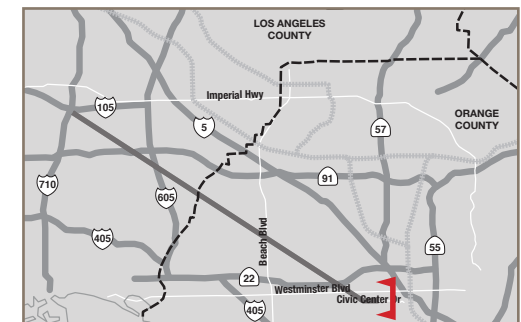 LOS ANGELES
COUNTY
Imperial Hwy
105
5
57
ORANGE
COUNTY
710
605
91
405
Beach Blvd
55
22
Westminster Blvd
Civic Center Dr
405